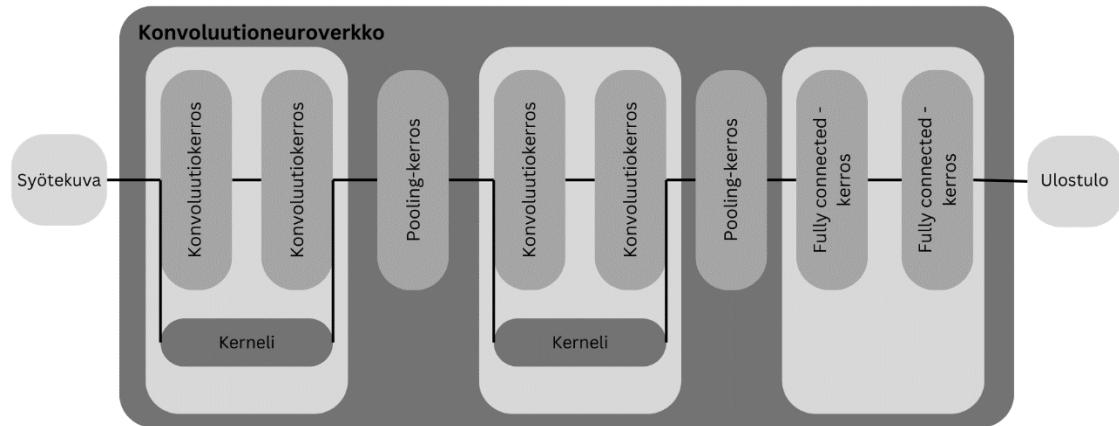 Konvoluutioneuroverkko
Syötekuva
Konvoluutiokerros
Konvoluutiokerros
Kerneli
Pooling-kerros
Konvoluutiokerros
Konvoluutiokerros
Kerneli
Pooling-kerros
Fully connected -
kerros
Fully connected -
kerros
Ulostulo